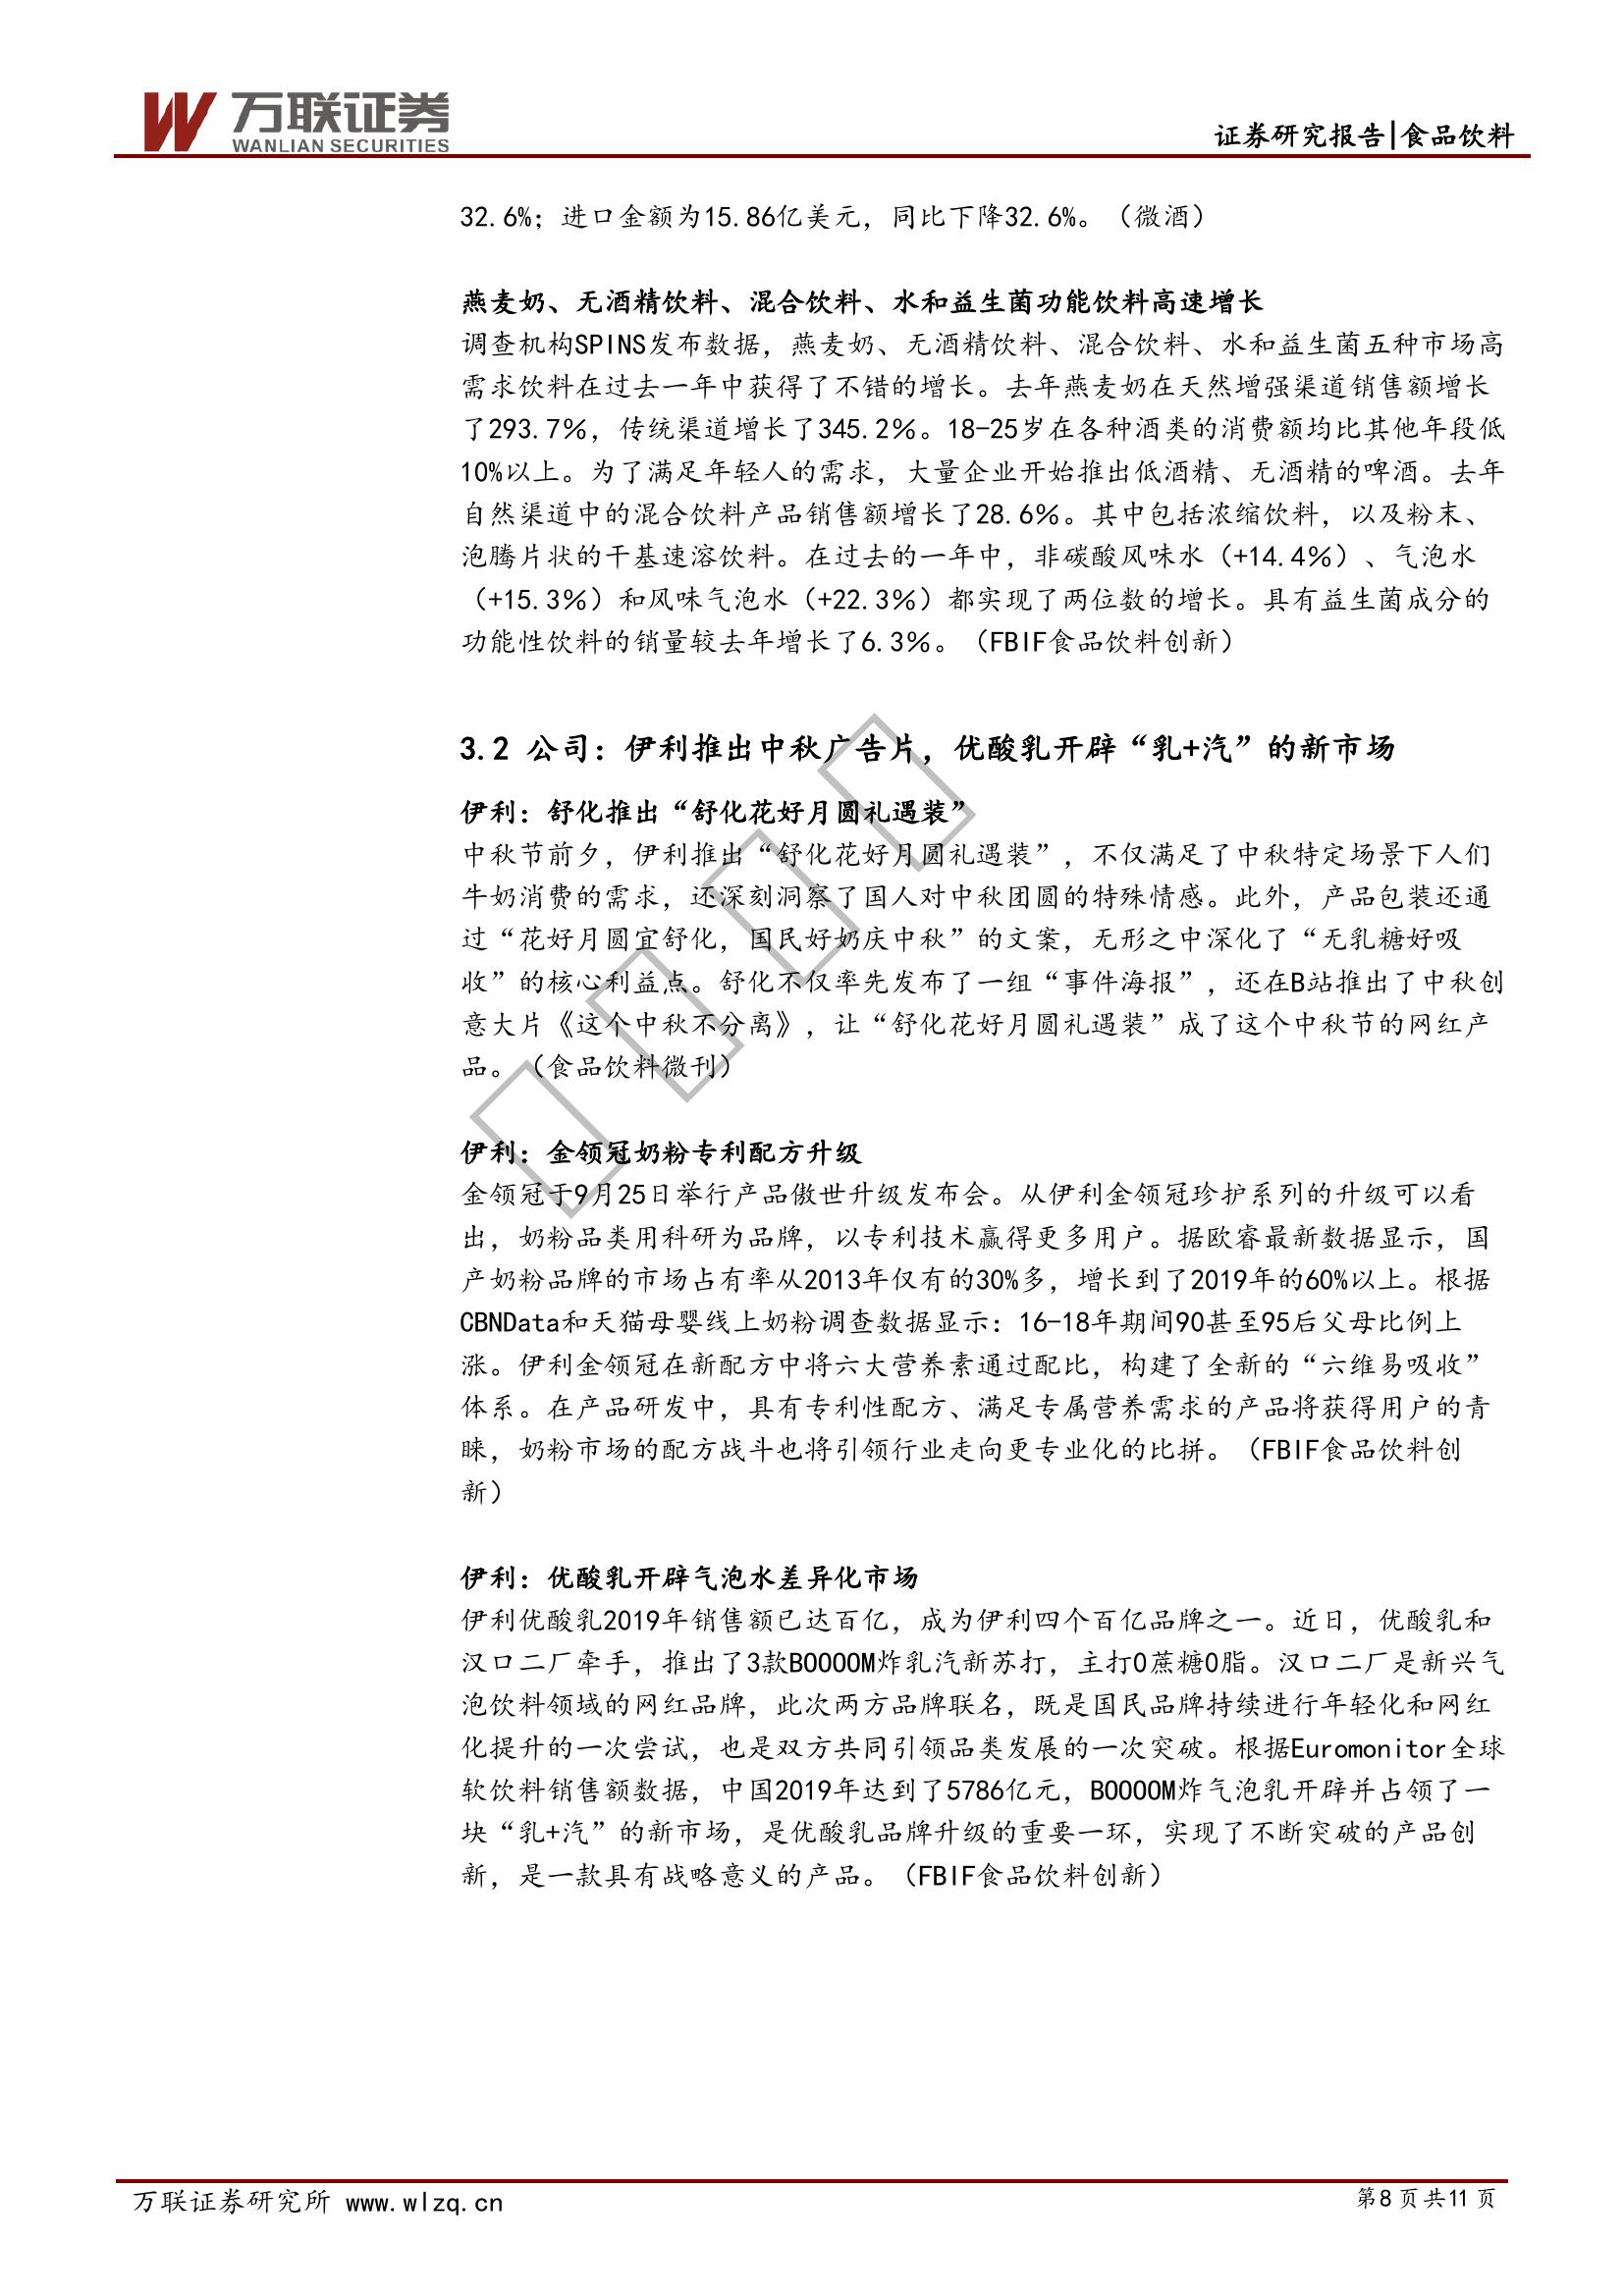 万联证券
WANLIAN SECURITIES
证券研究报告|食品饮料
32.6%；进口金额为15.86亿美元，同比下降32.6%。（微酒）
燕麦奶、无酒精饮料、混合饮料、水和益生菌功能饮料高速增长
调查机构SPINS发布数据，燕麦奶、无酒精饮料、混合饮料、水和益生菌五种市场高
需求饮料在过去一年中获得了不错的增长。去年燕麦奶在天然增强渠道销售额增长
了293.7％，传统渠道增长了345.2％。18-25岁在各种酒类的消费额均比其他年段低
10%以上。为了满足年轻人的需求，大量企业开始推出低酒精、无酒精的啤酒。去年
自然渠道中的混合饮料产品销售额增长了28.6％。其中包括浓缩饮料，以及粉末、
泡腾片状的干基速溶饮料。在过去的一年中，非碳酸风味水（+14.4％）、气泡水
（+15.3％）和风味气泡水（+22.3％）都实现了两位数的增长。具有益生菌成分的
功能性饮料的销量较去年增长了6.3％。（FBIF食品饮料创新）
3.2 公司：伊利推出中秋广告片，优酸乳开辟“乳+汽”的新市场
伊利：舒化推出“舒化花好月圆礼遇装”
中秋节前夕，伊利推出“舒化花好月圆礼遇装”，不仅满足了中秋特定场景下人们
牛奶消费的需求，还深刻洞察了国人对中秋团圆的特殊情感。此外，产品包装还通
过“花好月圆宜舒化，国民好奶庆中秋”的文案，无形之中深化了“无乳糖好吸
收”的核心利益点。舒化不仅率先发布了一组“事件海报”，还在B站推出了中秋创
意大片《这个中秋不分离》，让“舒化花好月圆礼遇装”成了这个中秋节的网红产
品。（食品饮料微刊）
伊利：金领冠奶粉专利配方升级
金领冠于9月25日举行产品傲世升级发布会。从伊利金领冠珍护系列的升级可以看
出，奶粉品类用科研为品牌，以专利技术赢得更多用户。据欧睿最新数据显示，国
产奶粉品牌的市场占有率从2013年仅有的30%多，增长到了2019年的60%以上。根据
CBNData和天猫母婴线上奶粉调查数据显示：16-18年期间90甚至95后父母比例上
涨。伊利金领冠在新配方中将六大营养素通过配比，构建了全新的“六维易吸收”
体系。在产品研发中，具有专利性配方、满足专属营养需求的产品将获得用户的青
睐，奶粉市场的配方战斗也将引领行业走向更专业化的比拼。（FBIF食品饮料创
新）
伊利：优酸乳开辟气泡水差异化市场
伊利优酸乳2019年销售额已达百亿，成为伊利四个百亿品牌之一。近日，优酸乳和
汉口二厂牵手，推出了3款BOOOOM炸乳汽新苏打，主打0蔗糖0脂。汉口二厂是新兴气
泡饮料领域的网红品牌，此次两方品牌联名，既是国民品牌持续进行年轻化和网红
化提升的一次尝试，也是双方共同引领品类发展的一次突破。根据Euromonitor全球
软饮料销售额数据，中国2019年达到了5786亿元，BOOOOM炸气泡乳开辟并占领了一
块“乳+汽”的新市场，是优酸乳品牌升级的重要一环，实现了不断突破的产品创
新，是一款具有战略意义的产品。（FBIF食品饮料创新）
万联证券研究所 www.wlzq.cn
第8页共11页